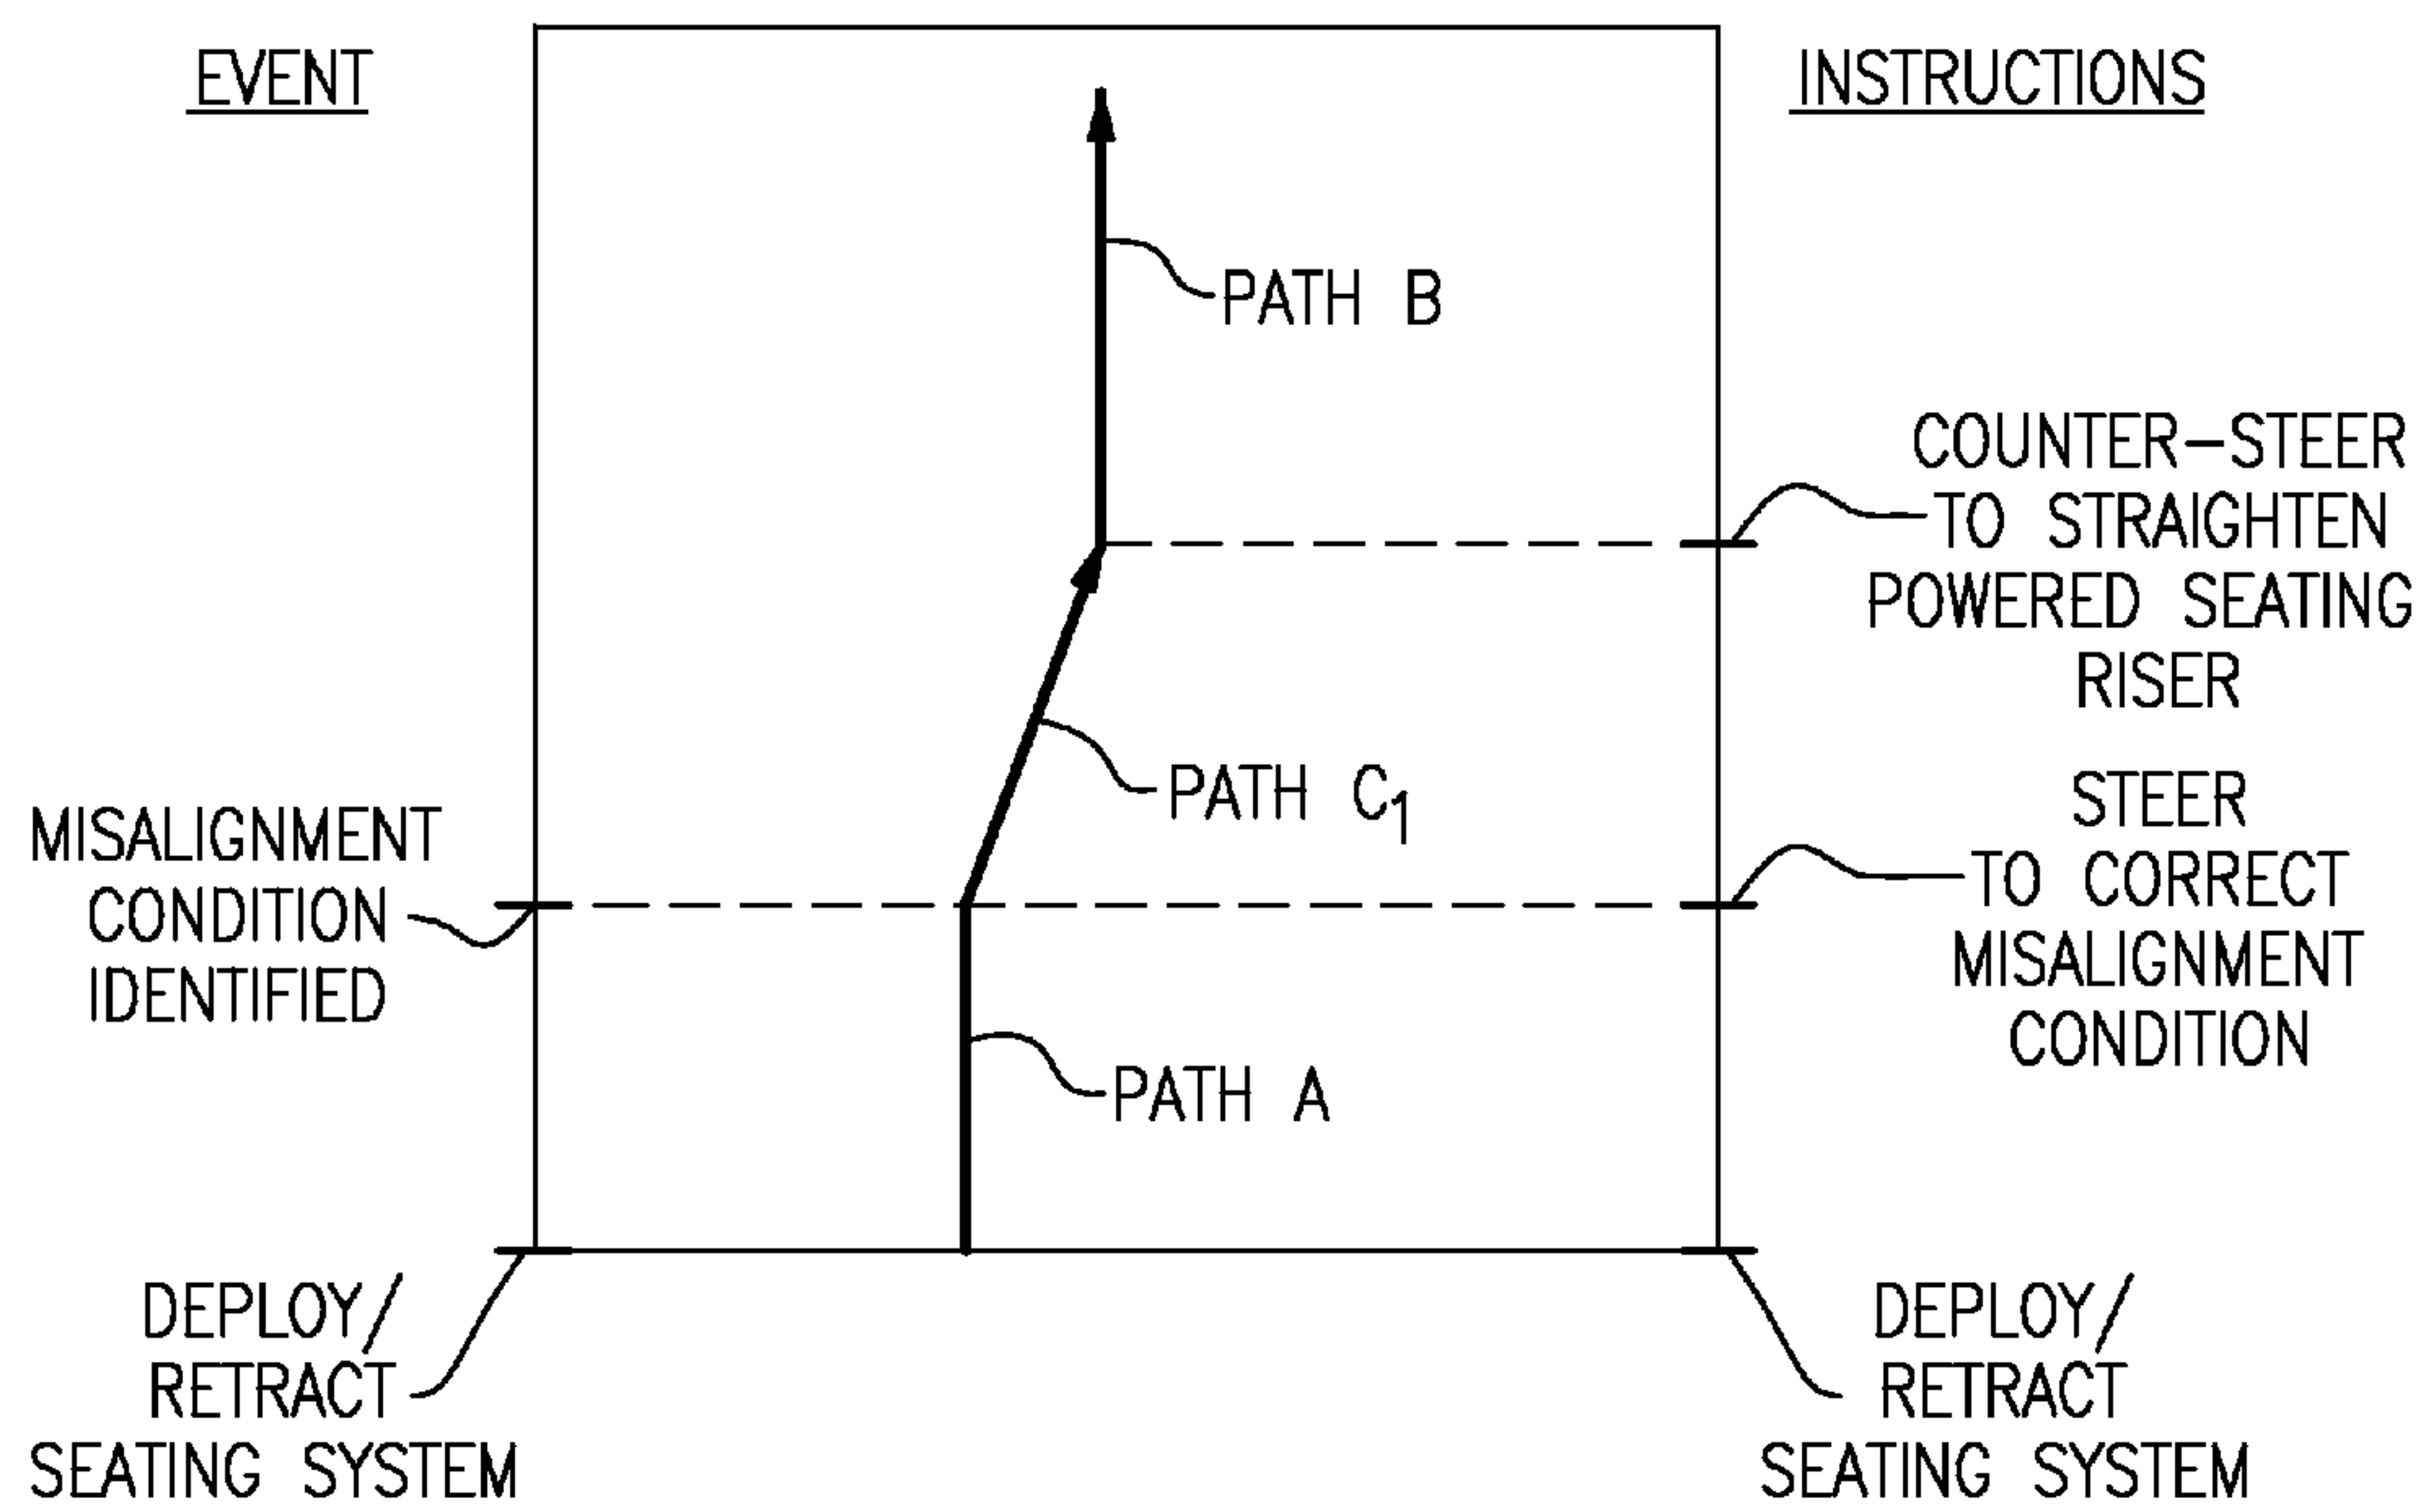 EVENT
INSTRUCTIONS
PATH B
COUNTER-STEER
TO STRAIGHTEN
POWERED SEATING
RISER
PATH C1
MISALIGNMENT
CONDITION
IDENTIFIED
STEER
TO CORRECT
MISALIGNMENT
CONDITION
PATH A
DEPLOY/
RETRACT
SEATING SYSTEM
DEPLOY/
RETRACT
SEATING SYSTEM